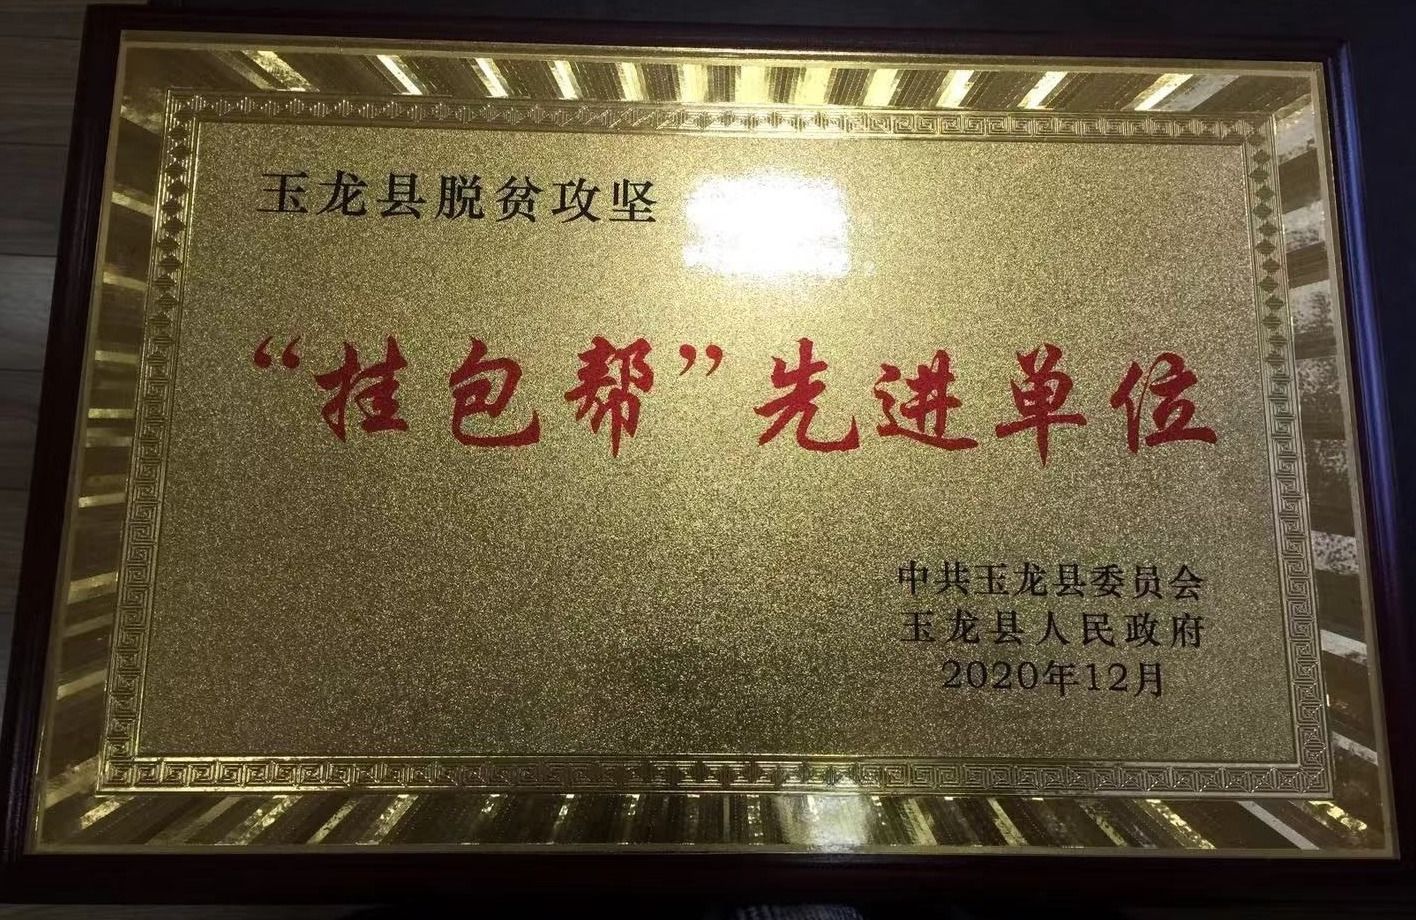 玉龙县脱贫攻坚
“挂包帮”先进单位
中共玉龙县委员会
玉龙县人民政府
2020年12月